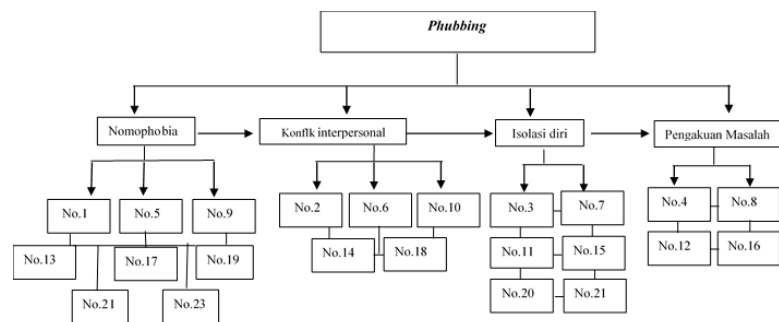 Phubbing
Nomophobia
Konflk interpersonal
Isolasi diri
Pengakuan Masalah
No.1
No.5
No.9
No.2
No.6
No.10
No.3
No.7
No.4
No.8
No.13
No.17
No.19
No.14
No.18
No.11
No.15
No.12
No.16
No.21
No.23
No.20
No.21